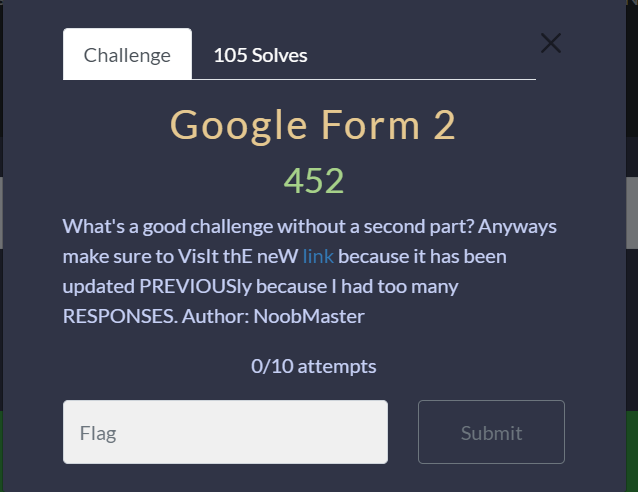 Challenge
105 Solves
Google Form 2
452
What's a good challenge without a second part? Anyways
make sure to VisIt thE neW link because it has been
updated PREVIOUSly because I had too many
RESPONSES. Author: NoobMaster
0/10 attempts
Flag
Submit